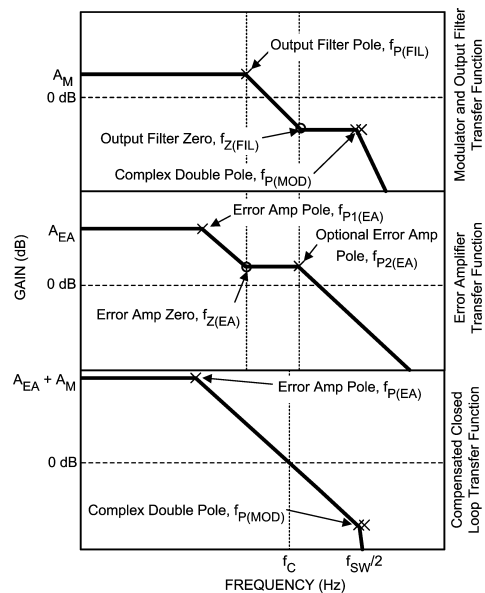 Output Filter Pole, fP(FIL)
AM
0 dB
Output Filter Zero, fZ(FIL)
Complex Double Pole, fP(MOD)
Modulator and Output Filter
Transfer Function
Error Amp Pole, fP1(EA)
AEA
Optional Error Amp
Pole, fP2(EA)
0 dB
Error Amp Zero, fZ(EA)
Error Amplifier
Transfer Function
GAIN (dB)
AEA + AM
Error Amp Pole, fP(EA)
0 dB
Complex Double Pole, fP(MOD)
Compensated Closed
Loop Transfer Function
fC
fSW/2
FREQUENCY (Hz)